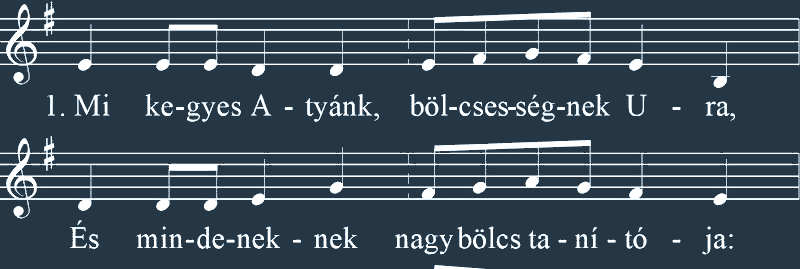 1. Mi ke-gyes A - tyánk, böl-cses-ség-nek U - ra,
És min-de-nek - nek nagy bölcs ta - ní - tó - ja: